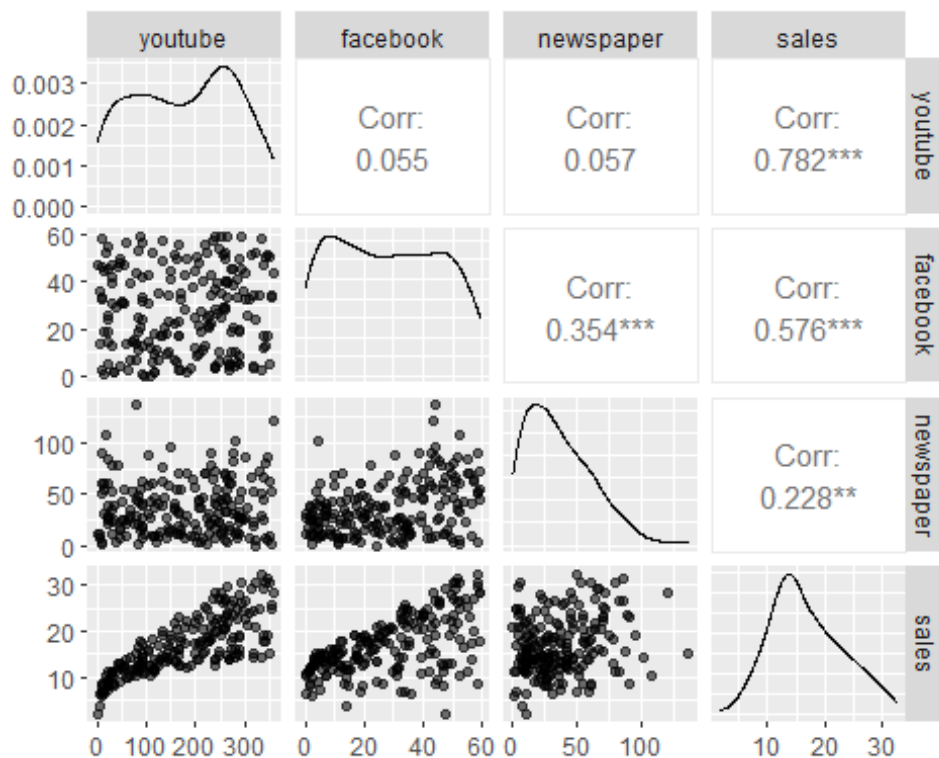 youtube facebook newspaper sales
0.003
0.002
0.001
0.000
Corr: Corr: Corr:
0.055 0.057 0.782***
youtube
60
40
20
0
Corr: Corr:
0.354*** 0.576***
facebook
100
50
0
Corr:
0.228**
newspaper
30
20
10
sales
0 100 200 300 0 20 40 60 0 50 100 10 20 30